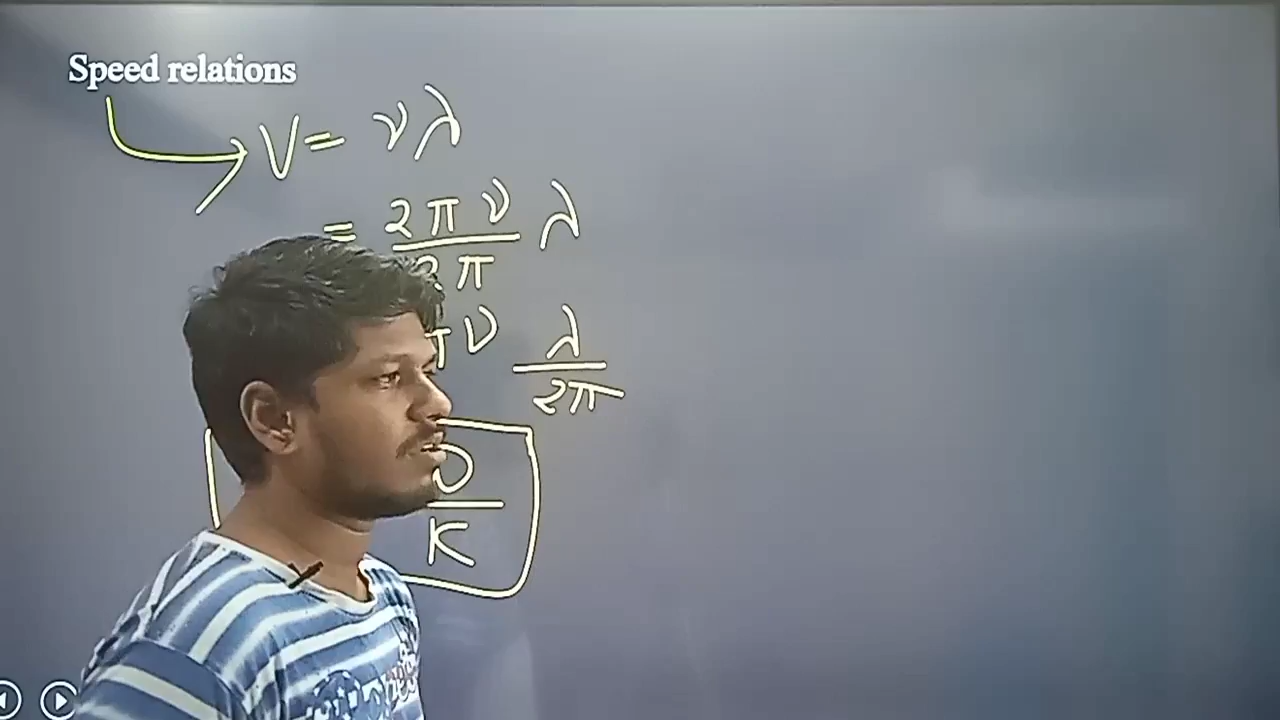 Speed relations
V = νλ
= 2πν/2π λ
ν λ/2π
K